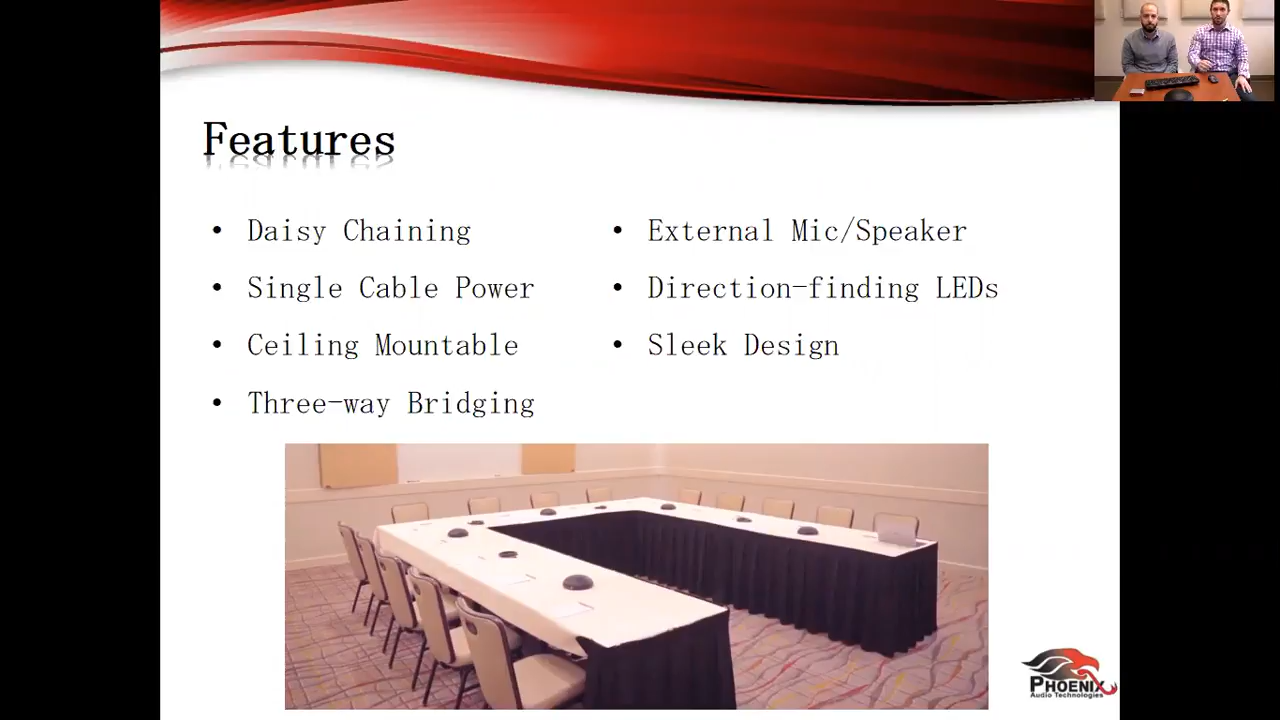 Features
• Daisy Chaining
• Single Cable Power
• Ceiling Mountable
• Three-way Bridging
• External Mic/Speaker
• Direction-finding LEDs
• Sleek Design
PHOENIX
Audio Technologies